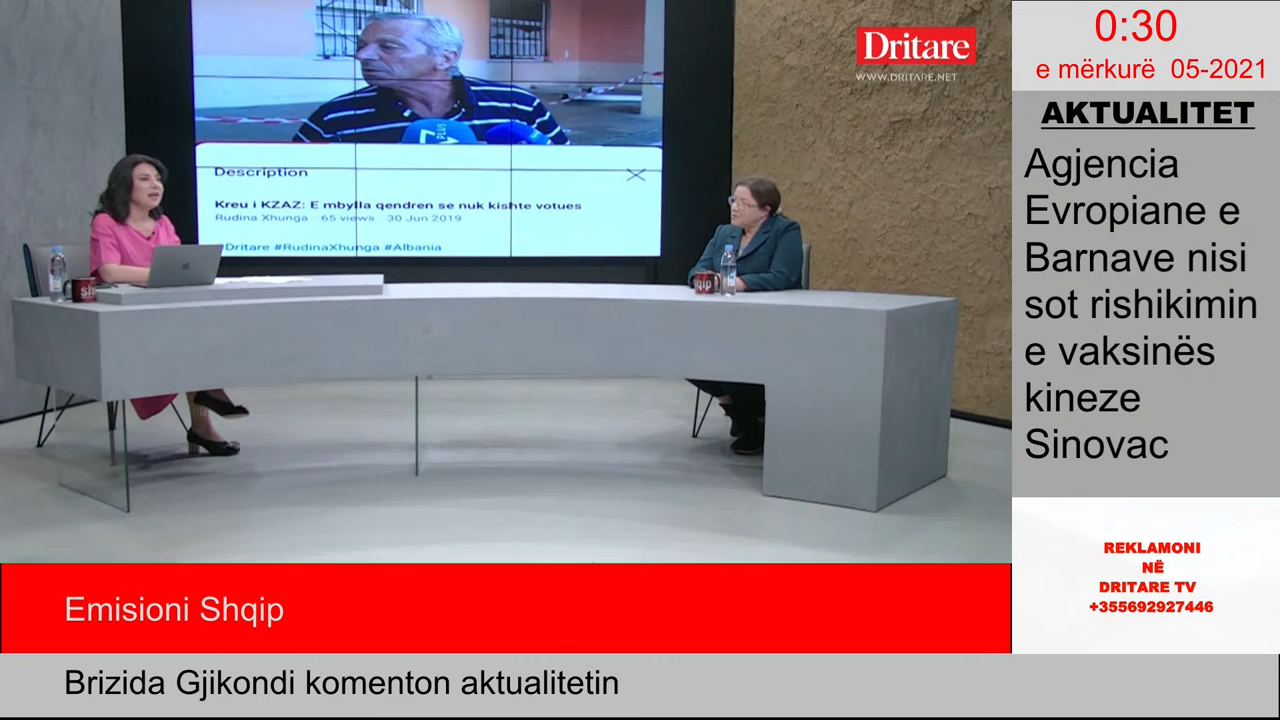 PLUS
Dritare
WWW.DRITARE.NET
Description
Kreu i KZAZ: E mbylla qendren se nuk kishte votues
Rudina Xhunga · 65 views · 30 Jun 2019
#Dritare #RudinaXhunga #Albania
qip
0:30
e mërkurë 05-2021
AKTUALITET
Agjencia
Evropiane e
Barnave nisi
sot rishikimin
e vaksinës
kineze
Sinovac
REKLAMONI
NË
DRITARE TV
+355692927446
Emisioni Shqip
Brizida Gjikondi komenton aktualitetin